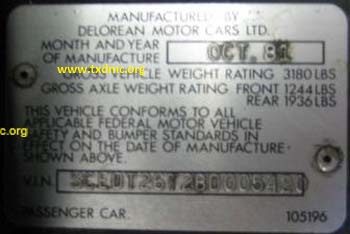 MANUFACTURED BY
DELOREAN MOTOR CARS LTD.
MONTH AND YEAR
OF MANUFACTURE OCT. 81
www.txdmc.org
VEHICLE WEIGHT RATING 3180 LBS
GROSS AXLE WEIGHT RATING FRONT 1244 LBS
REAR 1936 LBS
THIS VEHICLE CONFORMS TO ALL
APPLICABLE FEDERAL MOTOR VEHICLE
SAFETY AND BUMPER STANDARDS IN
EFFECT ON THE DATE OF MANUFACTURE
SHOWN ABOVE.
V.I.N.
PASSENGER CAR. 105196